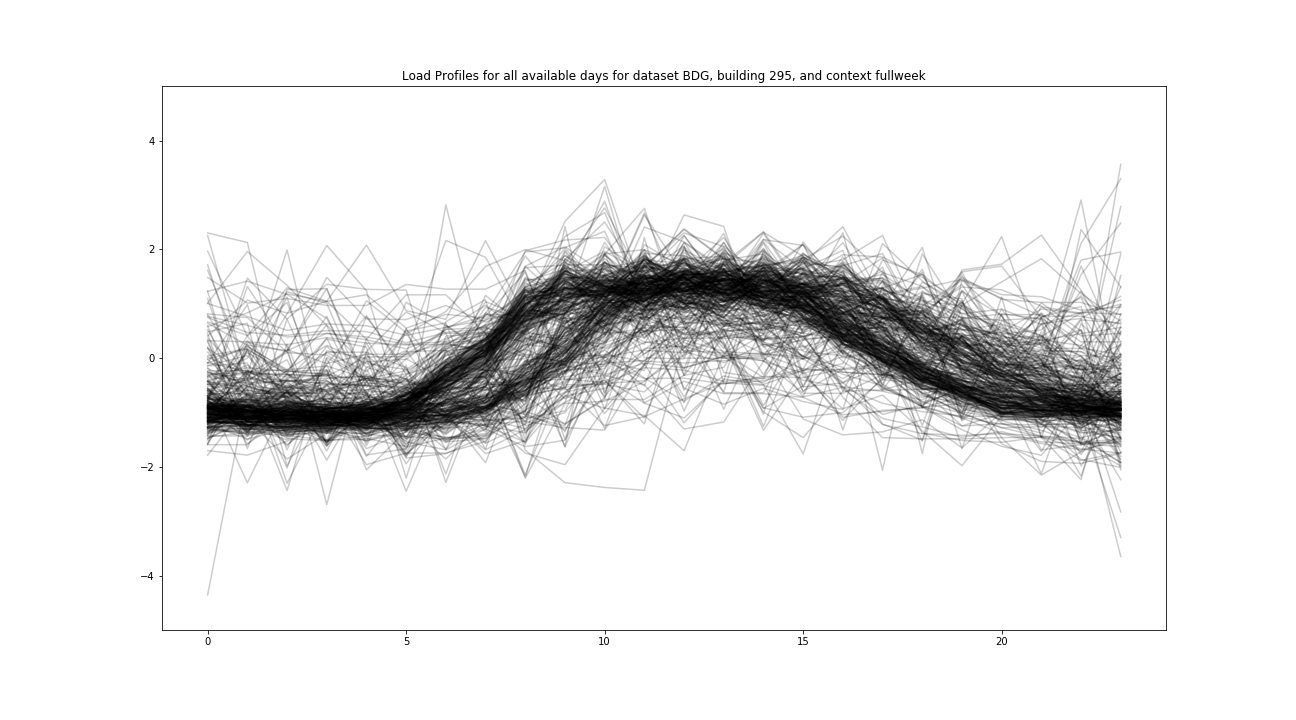 Load Profiles for all available days for dataset BDG, building 295, and context fullweek
4
2
0
−2
−4
0 5 10 15 20